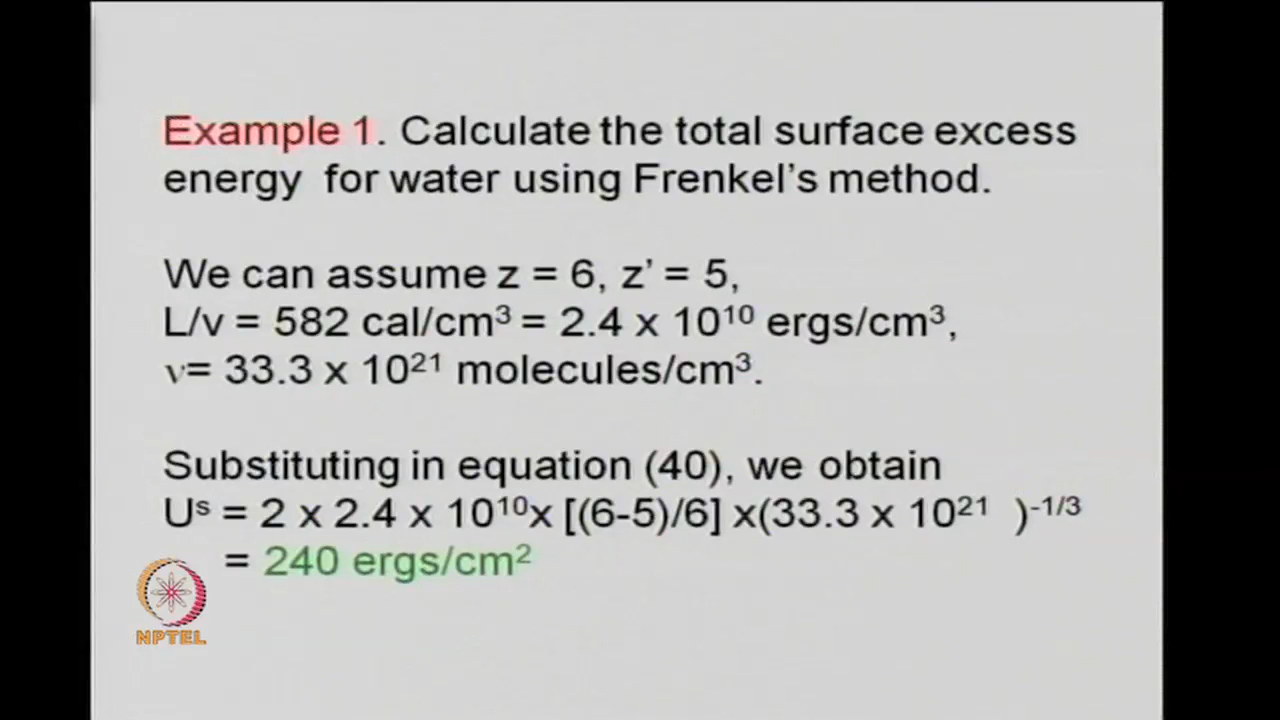 Example 1. Calculate the total surface excess
energy for water using Frenkel's method.
We can assume z = 6, z' = 5,
L/v = 582 cal/cm³ = 2.4 x 10¹⁰ ergs/cm³,
ν= 33.3 x 10²¹ molecules/cm³.
Substituting in equation (40), we obtain
Uˢ = 2 x 2.4 x 10¹⁰x [(6-5)/6] x(33.3 x 10²¹ )⁻¹/³
= 240 ergs/cm²
NPTEL